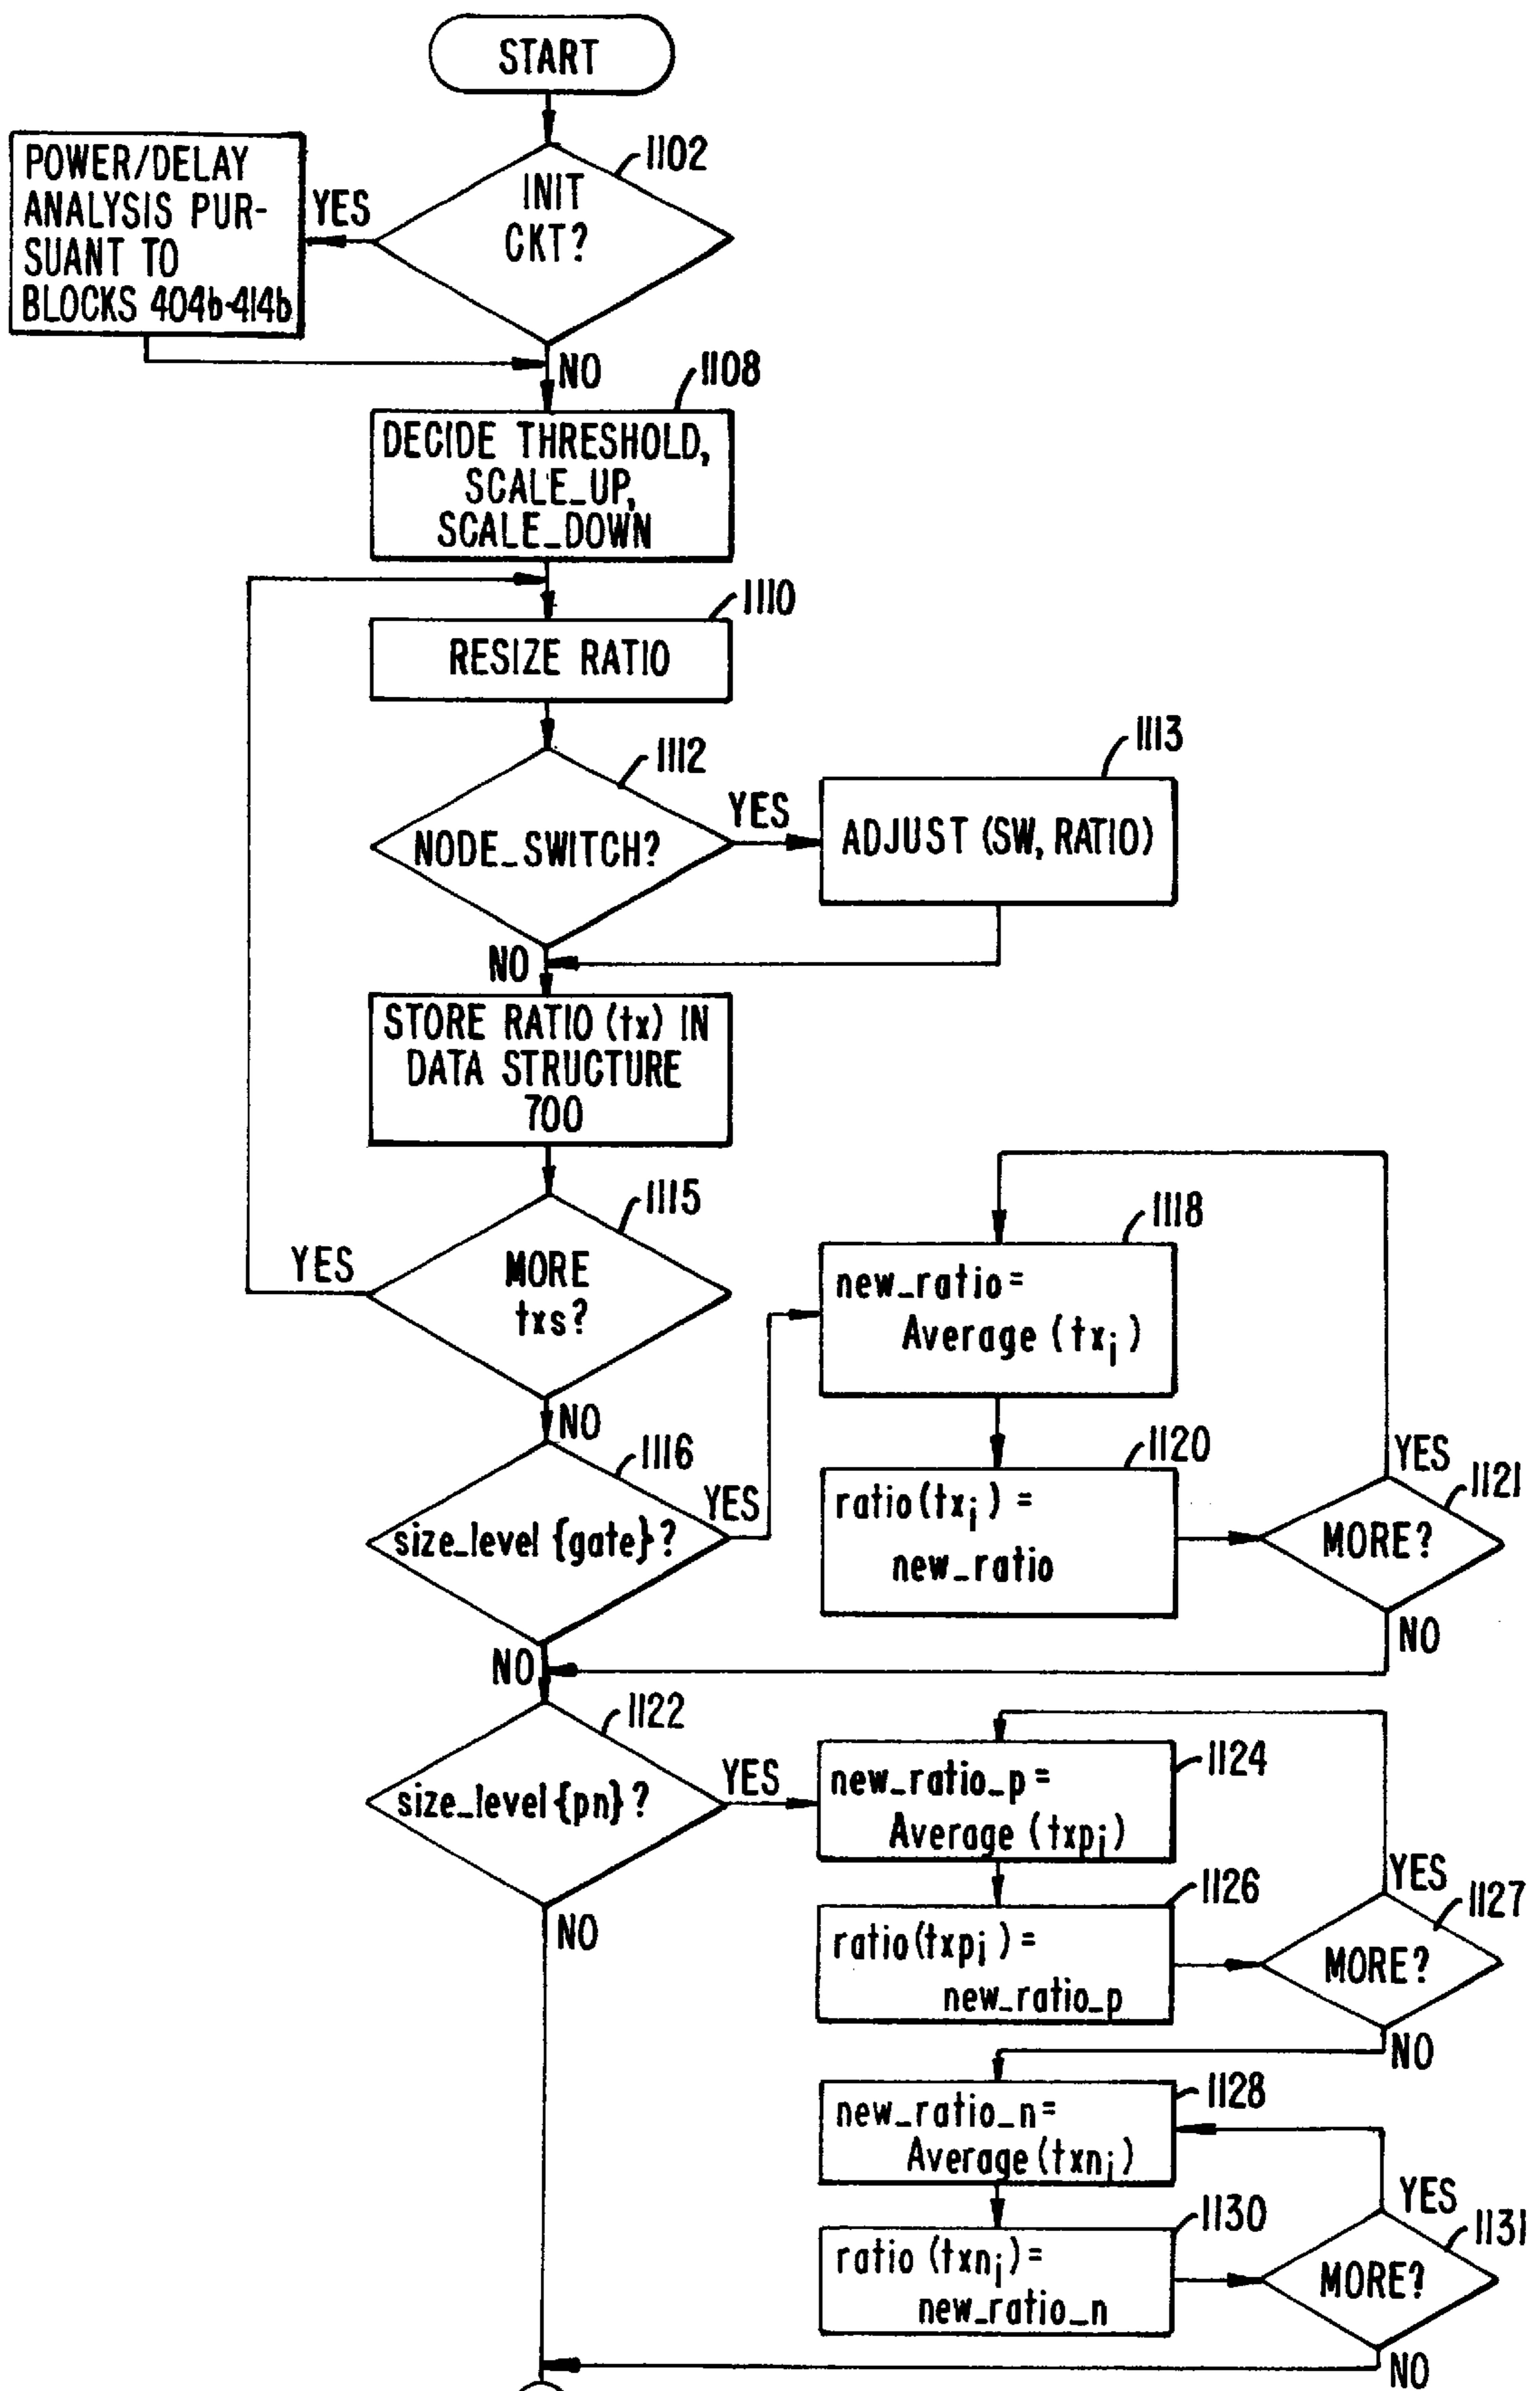 START
1102
INIT
CKT?
POWER/DELAY
ANALYSIS PUR-
SUANT TO
BLOCKS 404b-414b
YES
NO
1108
DECIDE THRESHOLD,
SCALE_UP,
SCALE_DOWN
1110
RESIZE RATIO
1112
NODE_SWITCH?
YES
1113
ADJUST (SW, RATIO)
NO
STORE RATIO (tx) IN
DATA STRUCTURE
700
1115
MORE
txs?
YES
NO
1116
size_level {gate}?
YES
1118
new_ratio=
Average (txi)
1120
ratio(txi) =
new_ratio
YES
1121
MORE?
NO
NO
1122
size_level{pn}?
YES
1124
new_ratio_p =
Average (txpi)
1126
ratio(txpi) =
new_ratio_p
YES
1127
MORE?
NO
NO
1128
new_ratio_n=
Average(txni)
1130
ratio (txni)=
new_ratio_n
YES
1131
MORE?
NO